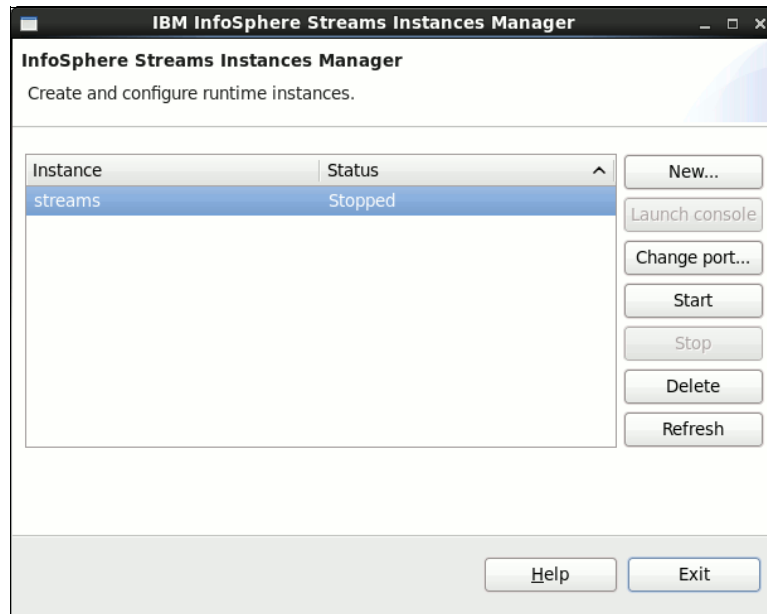 IBM InfoSphere Streams Instances Manager
InfoSphere Streams Instances Manager
Create and configure runtime instances.
Instance Status
streams Stopped
New...
Launch console
Change port...
Start
Stop
Delete
Refresh
Help Exit